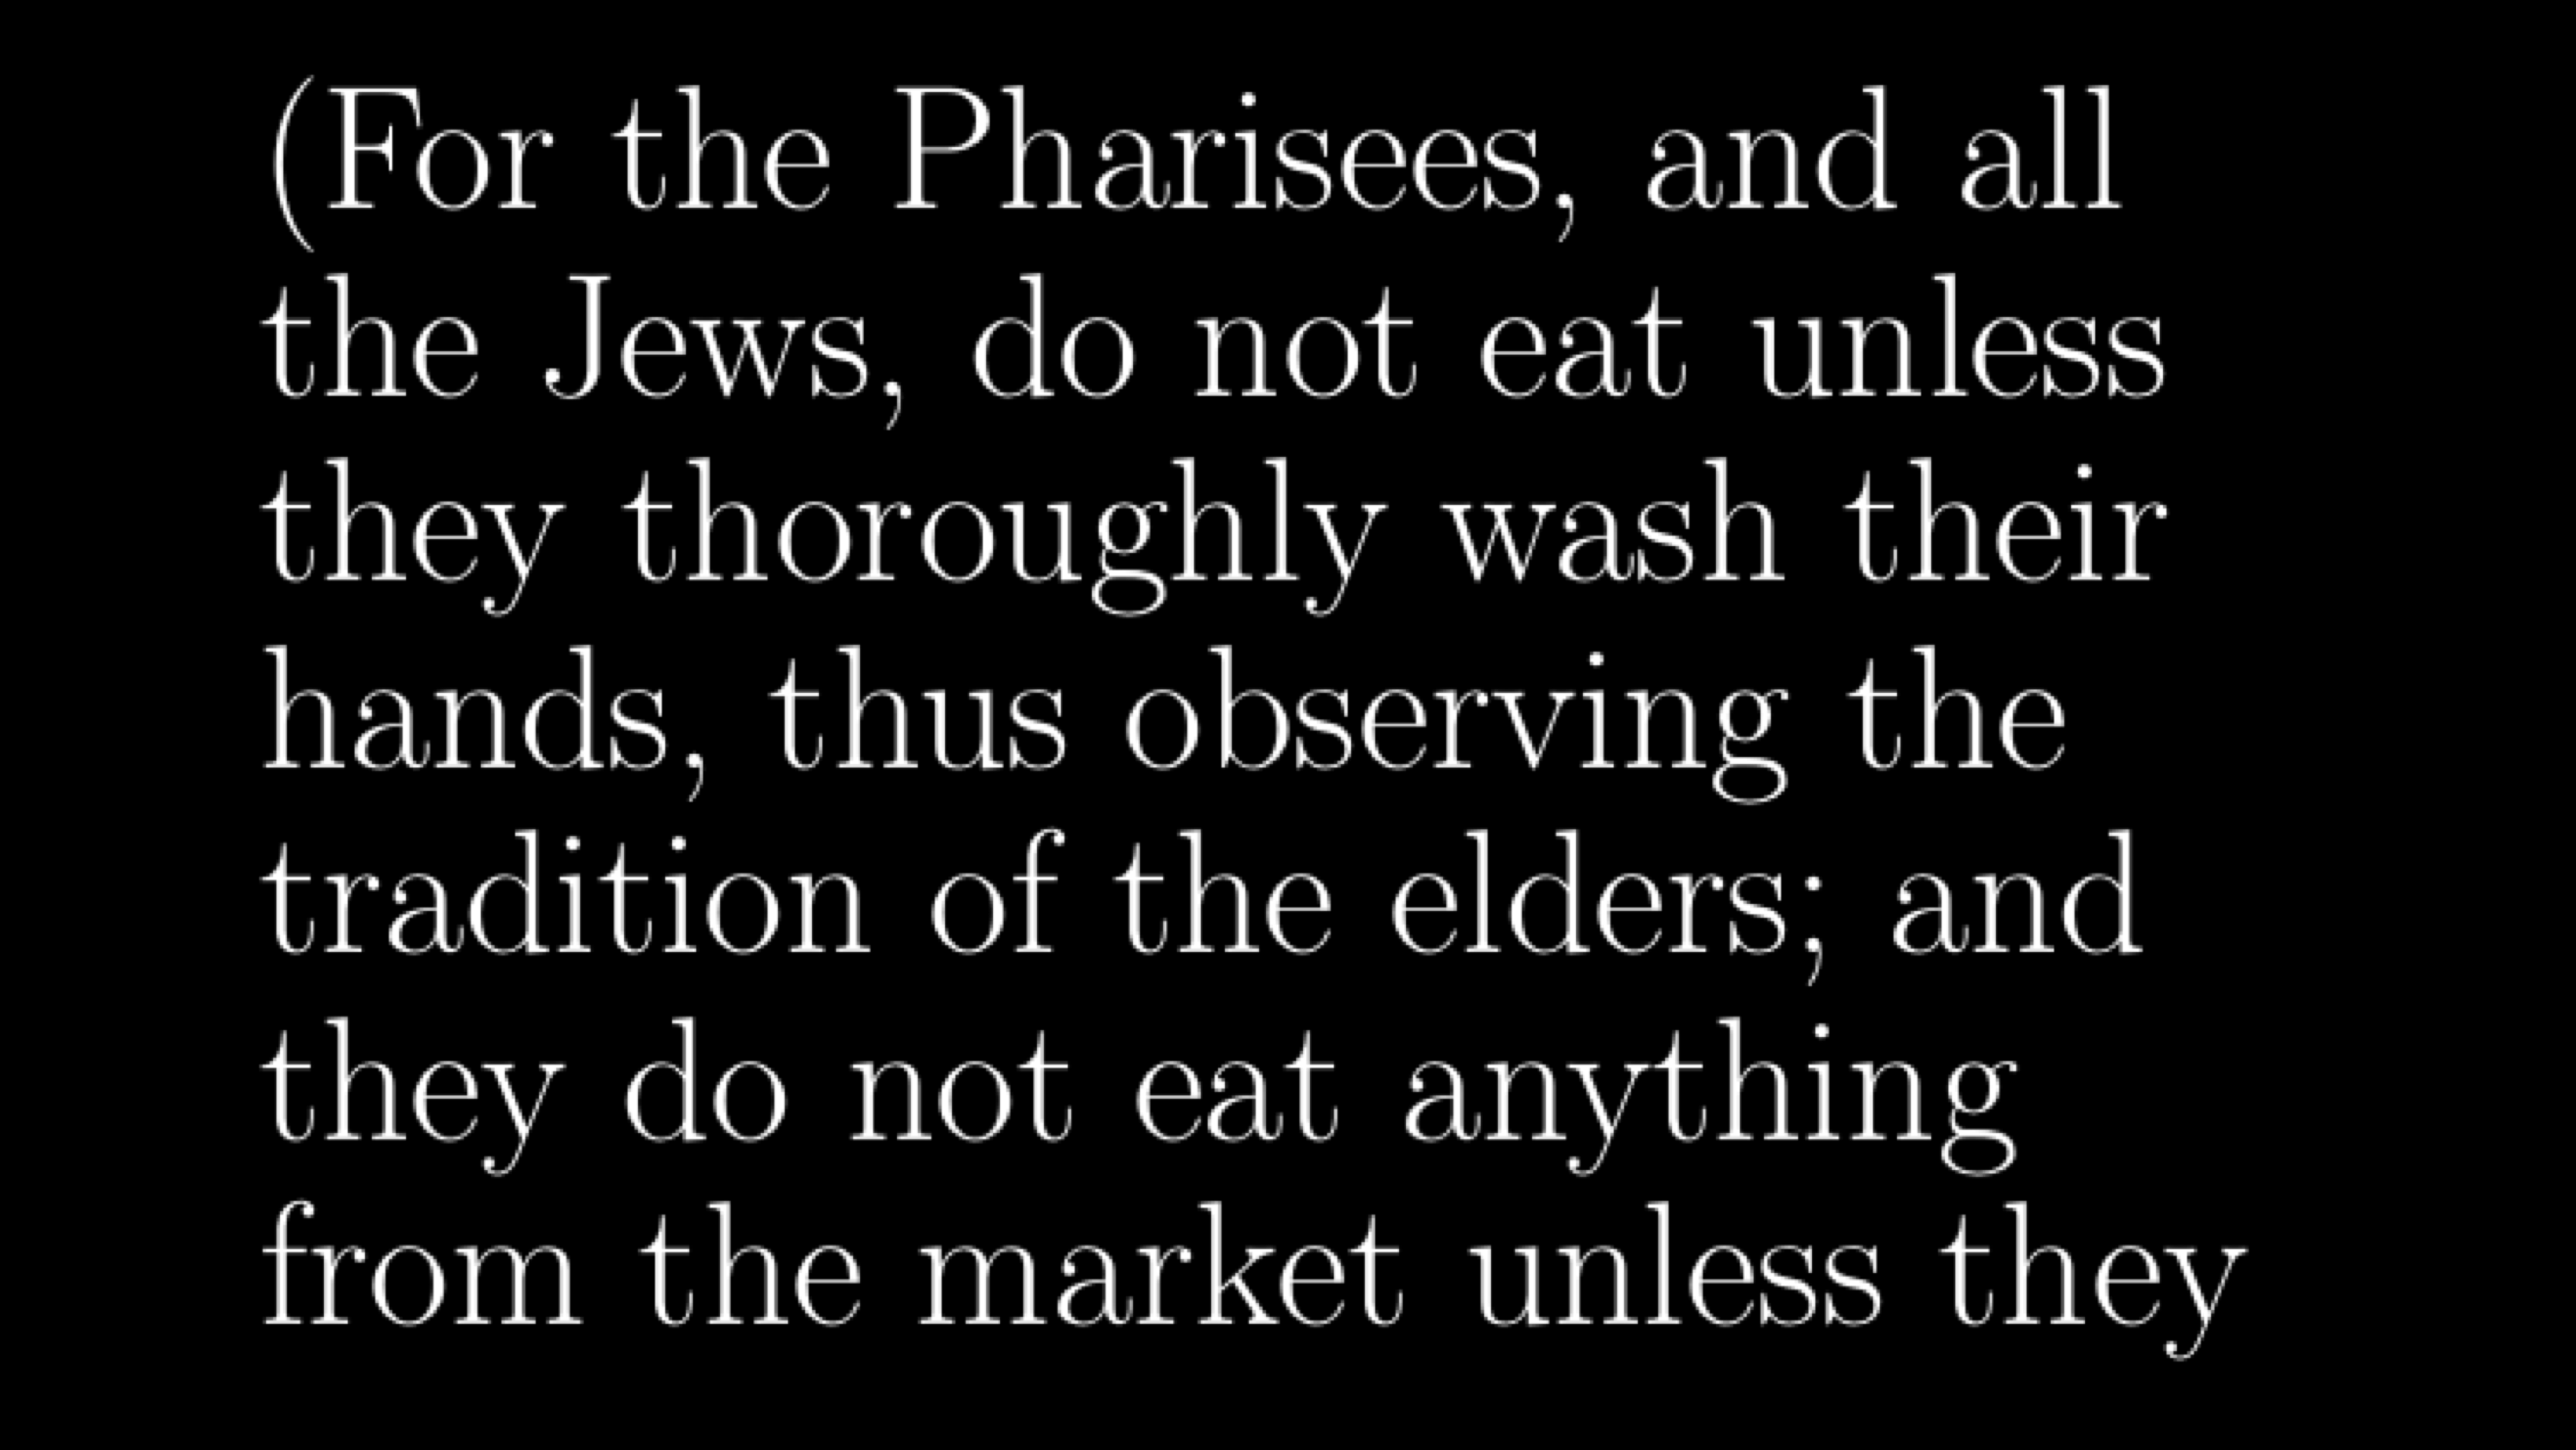 (For the Pharisees, and all
the Jews, do not eat unless
they thoroughly wash their
hands, thus observing the
tradition of the elders; and
they do not eat anything
from the market unless they